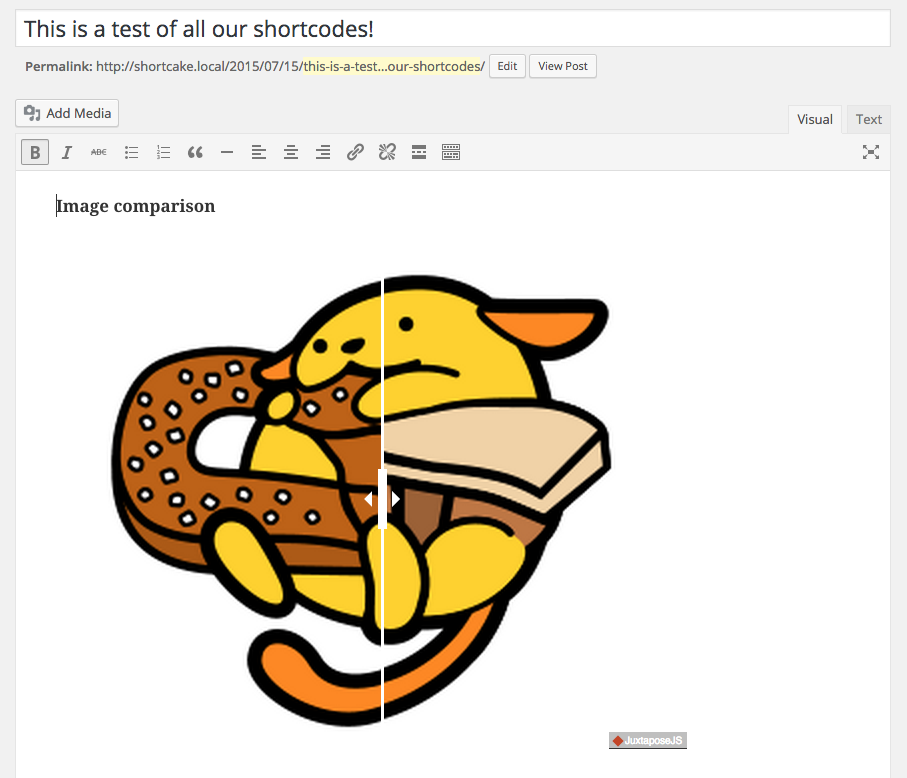 This is a test of all our shortcodes!
Permalink: http://shortcake.local/2015/07/15/this-is-a-test…our-shortcodes/ Edit View Post
Add Media
Visual Text
B I ABC
Image comparison
JuxtaposeJS